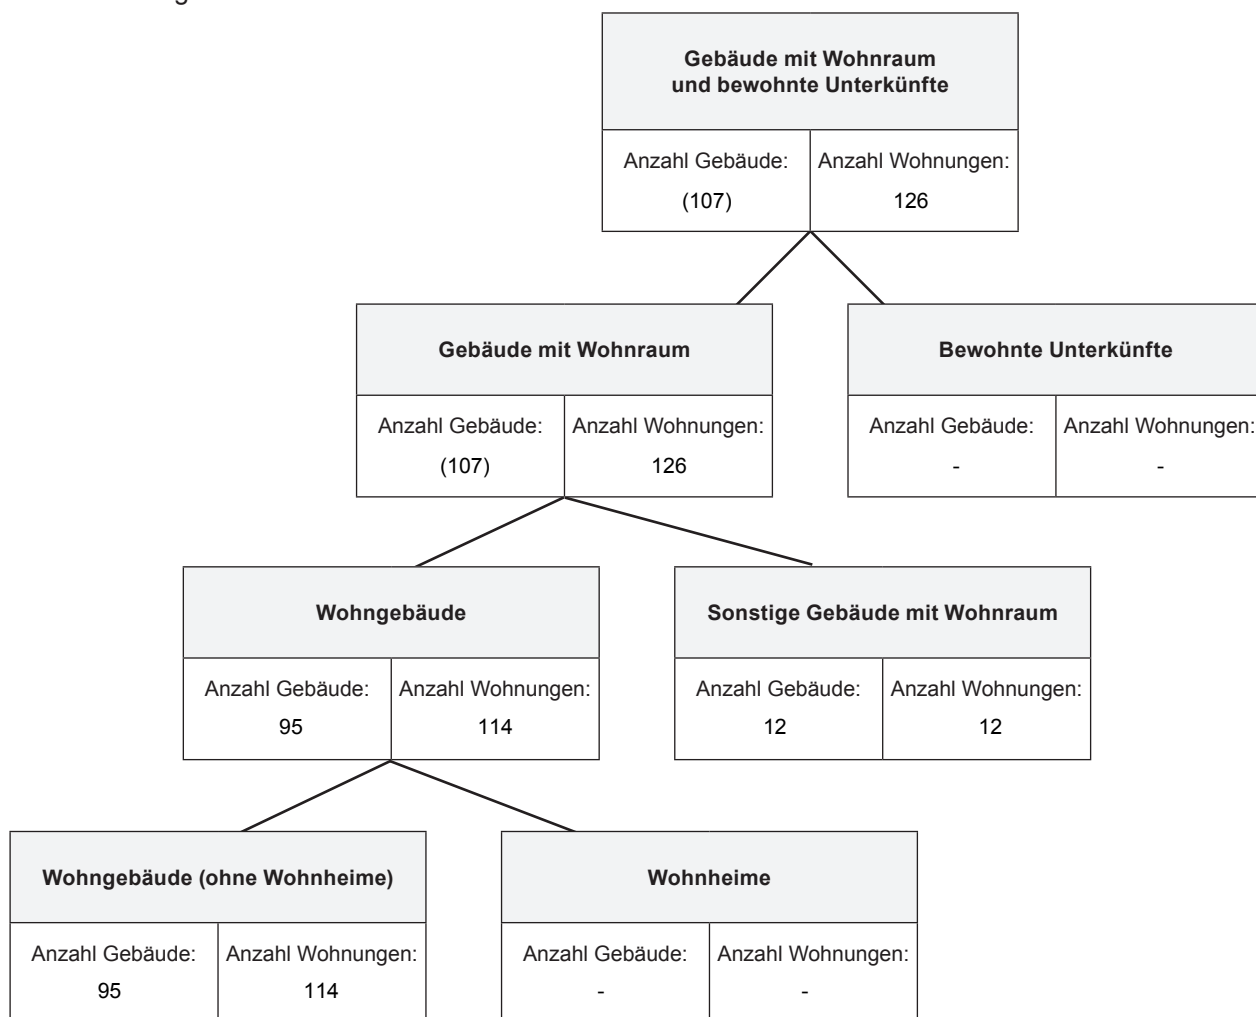 Gebäude mit Wohnraum
und bewohnte Unterkünfte
Anzahl Gebäude: Anzahl Wohnungen:
(107) 126
Gebäude mit Wohnraum
Anzahl Gebäude: Anzahl Wohnungen:
(107) 126
Bewohnte Unterkünfte
Anzahl Gebäude: Anzahl Wohnungen:
- -
Wohngebäude
Anzahl Gebäude: Anzahl Wohnungen:
95 114
Sonstige Gebäude mit Wohnraum
Anzahl Gebäude: Anzahl Wohnungen:
12 12
Wohngebäude (ohne Wohnheime)
Anzahl Gebäude: Anzahl Wohnungen:
95 114
Wohnheime
Anzahl Gebäude: Anzahl Wohnungen:
- -